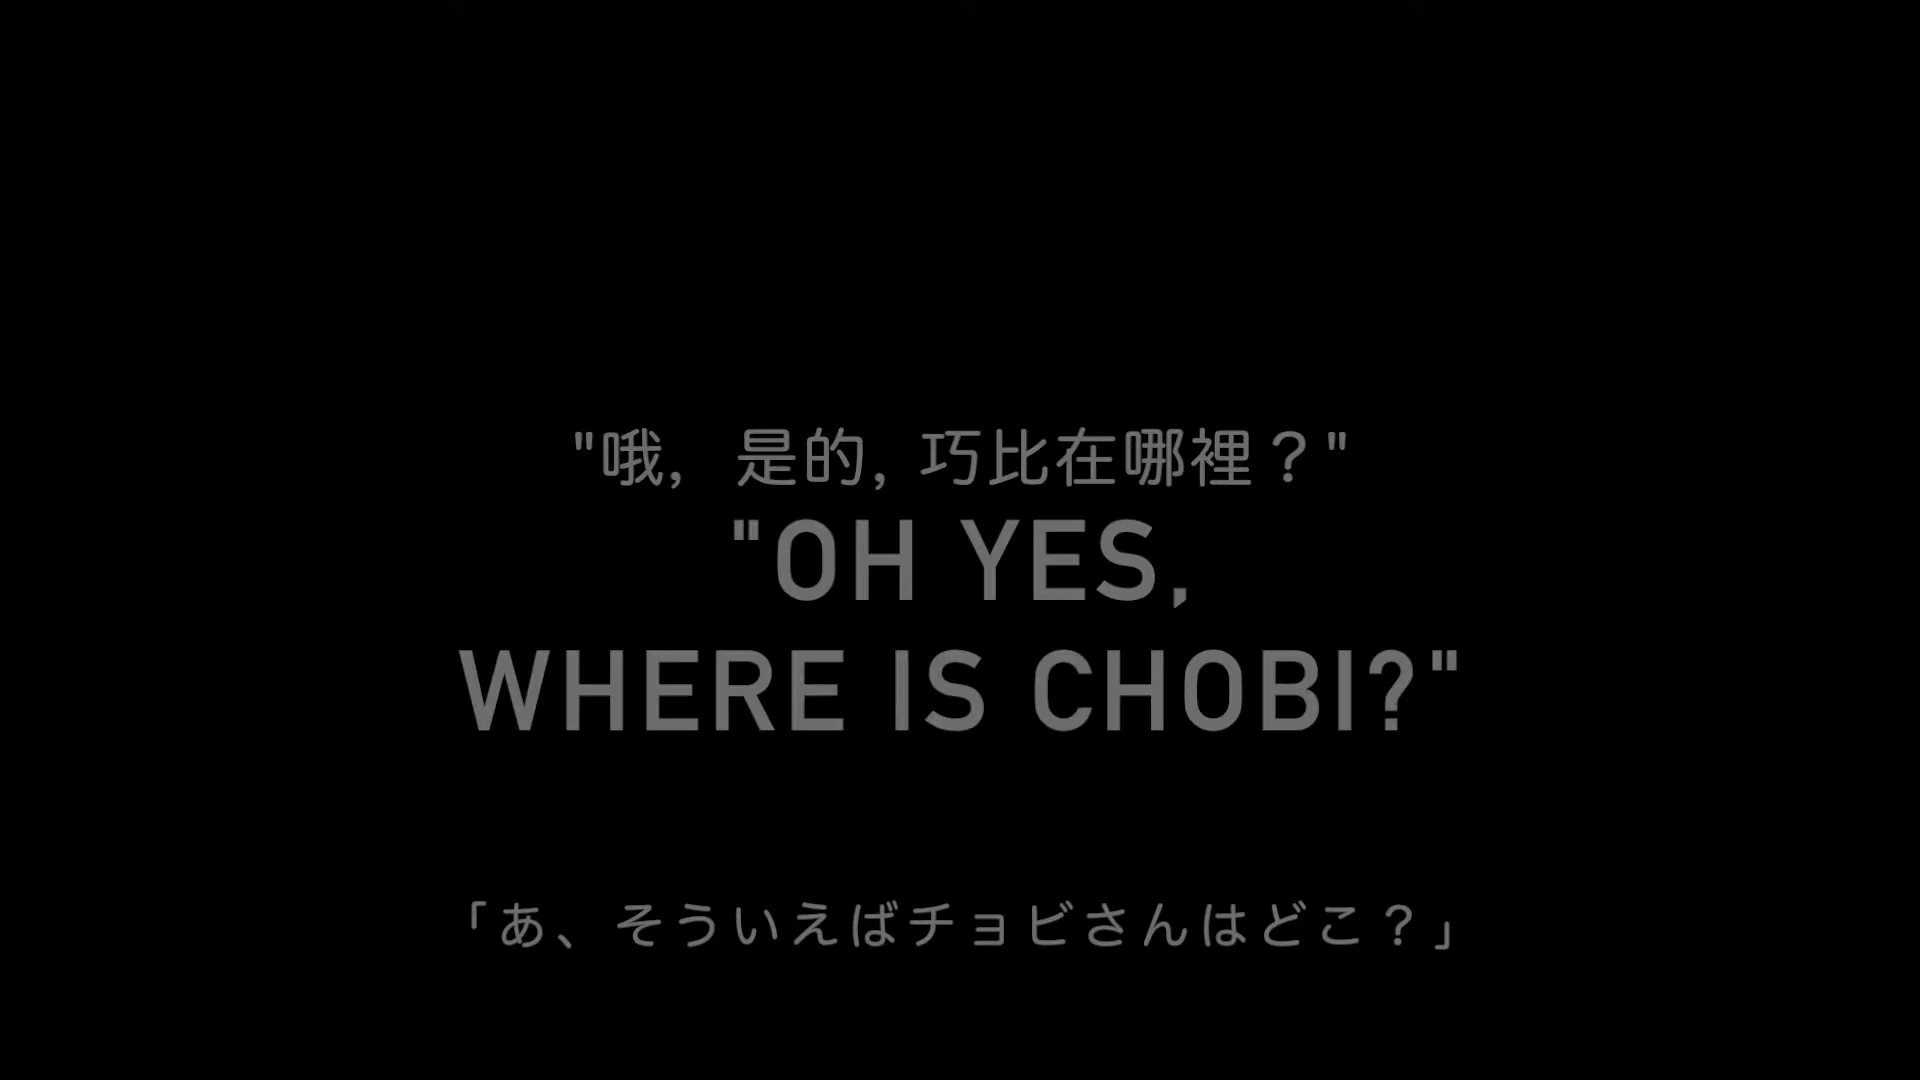 "哦, 是的, 巧比在哪裡？"
"OH YES,
WHERE IS CHOBI?"
「あ、そういえばチョビさんはどこ？」